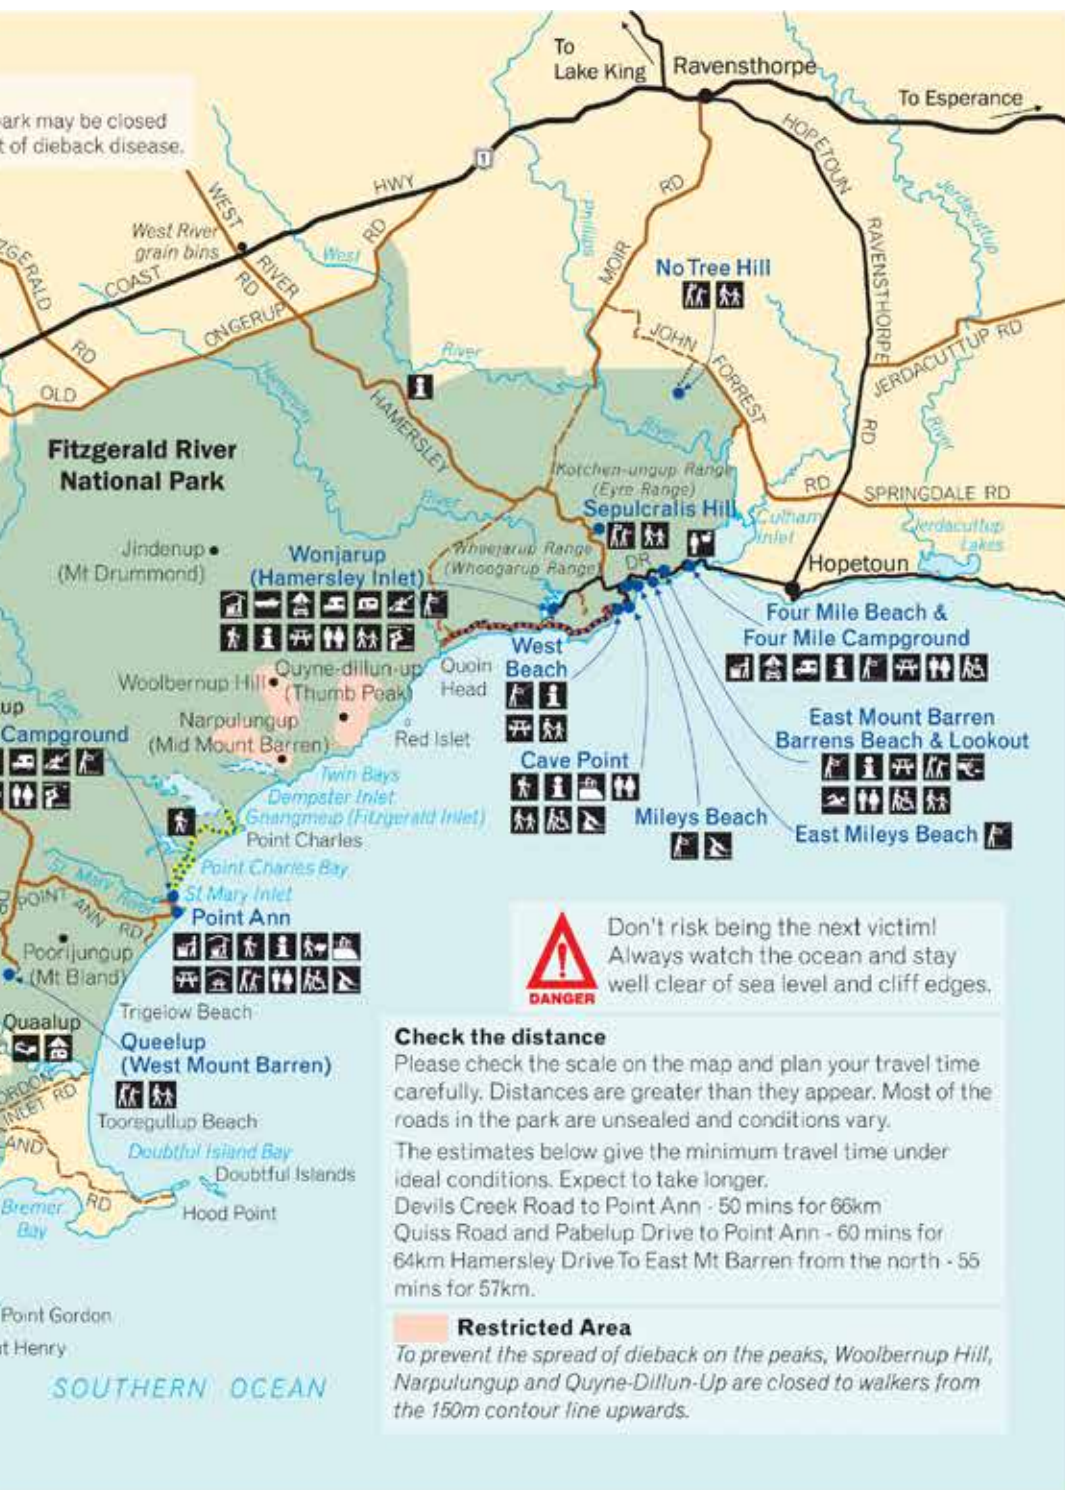 To
Lake King
Ravensthorpe
To Esperance
ark may be closed
t of dieback disease.
1
HWY
HOPETOUN
RAVENSTHORPE
RD
WEST
RIVER
RD
West River
grain bins
COAST
West
RD
Phillips
MOIR
RD
Jerdacuttup
No Tree Hill
ONGERUP
OLD
RD
River
JOHN
FORREST
RD
JERDACUTTUP RD
River
Hamersley
HAMERSLEY
River
Fitzgerald River
National Park
Kotchen-ungup Range
(Eyre Range)
Sepulcralis Hill
SPRINGDALE RD
River
Culham
Inlet
Jerdacuttup
Lakes
Jindenup
(Mt Drummond)
Wonjarup
(Hamersley Inlet)
Whoejarup Range
(Whoogarup Range)
DR
Hopetoun
Four Mile Beach &
Four Mile Campground
West
Beach
Quoin
Head
Woolbernup Hill
Quyne-dillun-up
(Thumb Peak)
up
Campground
Narpulungup
(Mid Mount Barren)
Red Islet
East Mount Barren
Barrens Beach & Lookout
Cave Point
Twin Bays
Dempster Inlet
Gnangmeip (Fitzgerald Inlet)
Mileys Beach
East Mileys Beach
Point Charles
Point Charles Bay
St Mary
River
St Mary Inlet
POINT
ANN
RD
Point Ann
Poorijungup
(Mt Bland)
Trigelow Beach
Quaalup
Queelup
(West Mount Barren)
INLET RD
Tooregullup Beach
Doubtful Island Bay
Doubtful Islands
RD
Bremer
Bay
Hood Point
Point Gordon
t Henry
SOUTHERN OCEAN
DANGER
Don't risk being the next victim!
Always watch the ocean and stay
well clear of sea level and cliff edges.
Check the distance
Please check the scale on the map and plan your travel time
carefully. Distances are greater than they appear. Most of the
roads in the park are unsealed and conditions vary.
The estimates below give the minimum travel time under
ideal conditions. Expect to take longer.
Devils Creek Road to Point Ann - 50 mins for 66km
Quiss Road and Pabelup Drive to Point Ann - 60 mins for
64km Hamersley Drive To East Mt Barren from the north - 55
mins for 57km.
Restricted Area
To prevent the spread of dieback on the peaks, Woolbernup Hill,
Narpulungup and Quyne-Dillun-Up are closed to walkers from
the 150m contour line upwards.